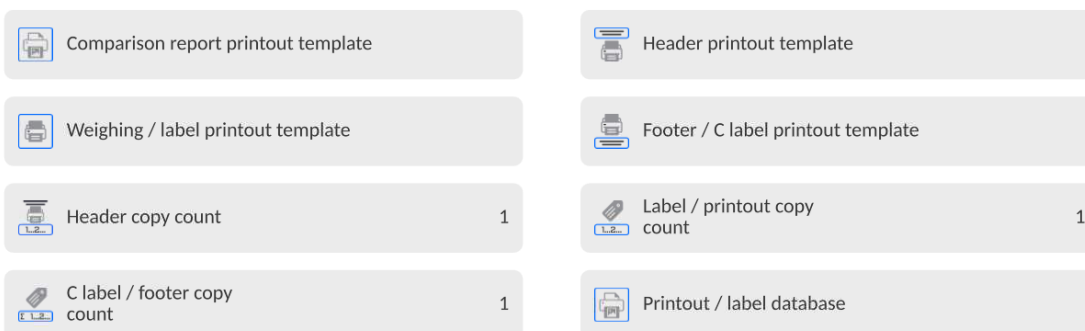 Comparison report printout template
Header printout template
Weighing / label printout template
Footer / C label printout template
Header copy count 1
Label / printout copy
count 1
C label / footer copy
count 1
Printout / label database